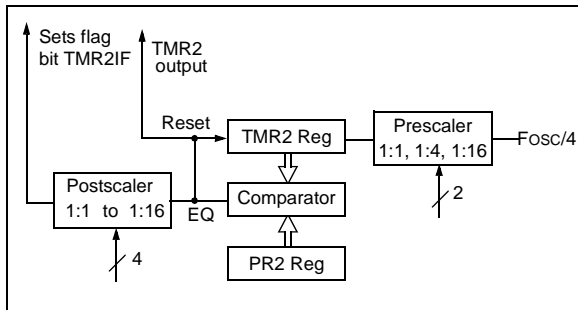 Sets flag
bit TMR2IF
TMR2
output
Reset
TMR2 Reg
Prescaler
1:1, 1:4, 1:16
FOSC/4
2
Postscaler
1:1 to 1:16
EQ
Comparator
4
PR2 Reg